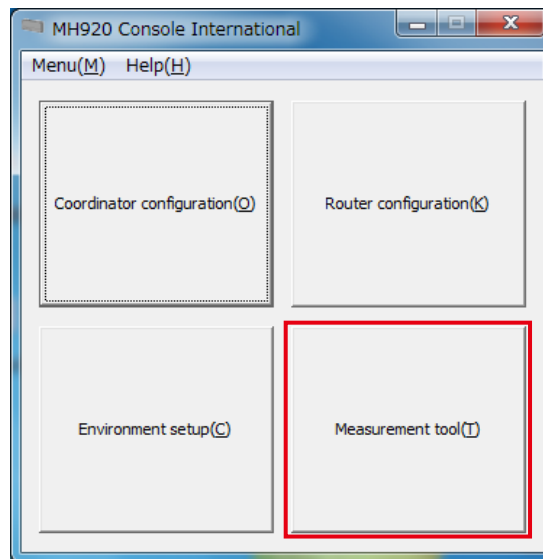 MH920 Console International
Menu(M) Help(H)
Coordinator configuration(O)
Router configuration(K)
Environment setup(C)
Measurement tool(T)